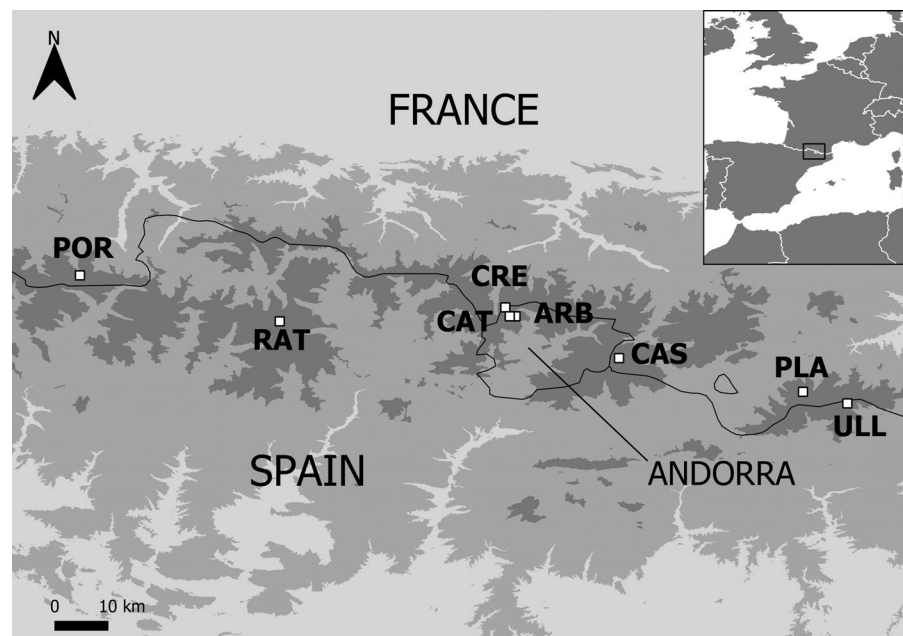 N
FRANCE
POR
CRE
CAT
ARB
RAT
CAS
PLA
ULL
SPAIN
ANDORRA
0 10 km